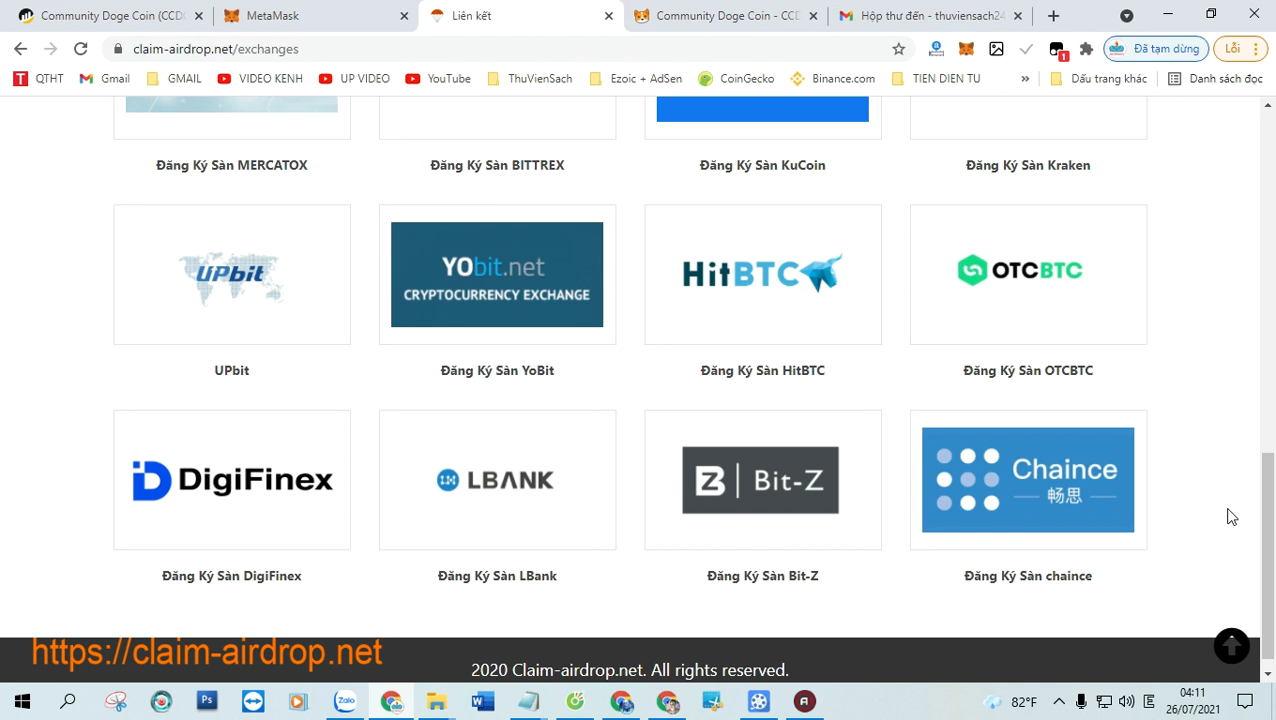 Community Doge Coin (CCDC
MetaMask
Liên kết
Community Doge Coin - CCD
Hộp thư đến - thuviensach24
claim-airdrop.net/exchanges
1
Đã tạm dừng
Lỗi
QTHT
Gmail
GMAIL
VIDEO KENH
UP VIDEO
YouTube
ThuVienSach
Ezoic + AdSen
CoinGecko
Binance.com
TIEN DIEN TU
Dấu trang khác
Danh sách đọc
Đăng Ký Sàn MERCATOX
Đăng Ký Sàn BITTREX
Đăng Ký Sàn KuCoin
Đăng Ký Sàn Kraken
UPbit
YObit.net
CRYPTOCURRENCY EXCHANGE
HitBTC
OTCBTC
UPbit
Đăng Ký Sàn YoBit
Đăng Ký Sàn HitBTC
Đăng Ký Sàn OTCBTC
DigiFinex
LBANK
Bit-Z
Chaince
畅思
Đăng Ký Sàn DigiFinex
Đăng Ký Sàn LBank
Đăng Ký Sàn Bit-Z
Đăng Ký Sàn chaince
https://claim-airdrop.net
2020 Claim-airdrop.net. All rights reserved.
Zalo
82°F
04:11
26/07/2021